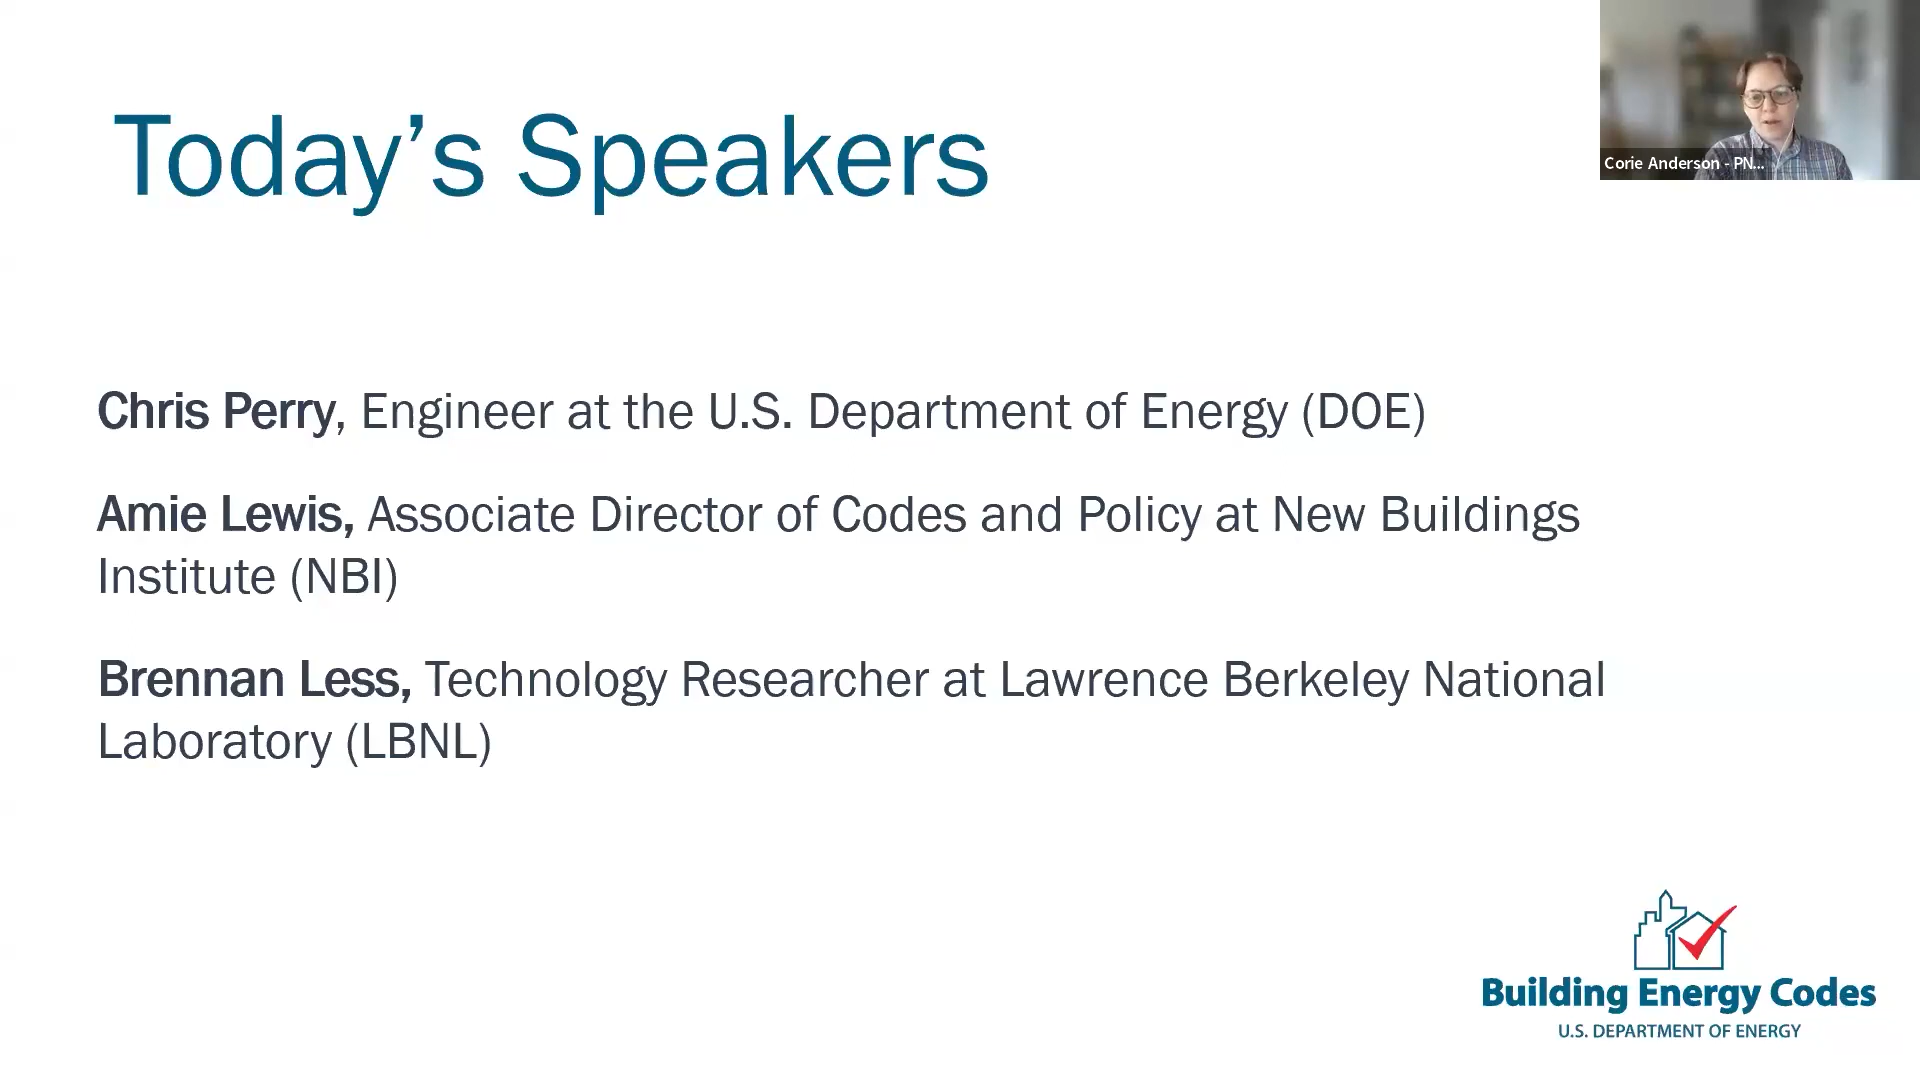 Today’s Speakers
Corie Anderson - PN...
Chris Perry, Engineer at the U.S. Department of Energy (DOE)
Amie Lewis, Associate Director of Codes and Policy at New Buildings
Institute (NBI)
Brennan Less, Technology Researcher at Lawrence Berkeley National
Laboratory (LBNL)
Building Energy Codes
U.S. DEPARTMENT OF ENERGY